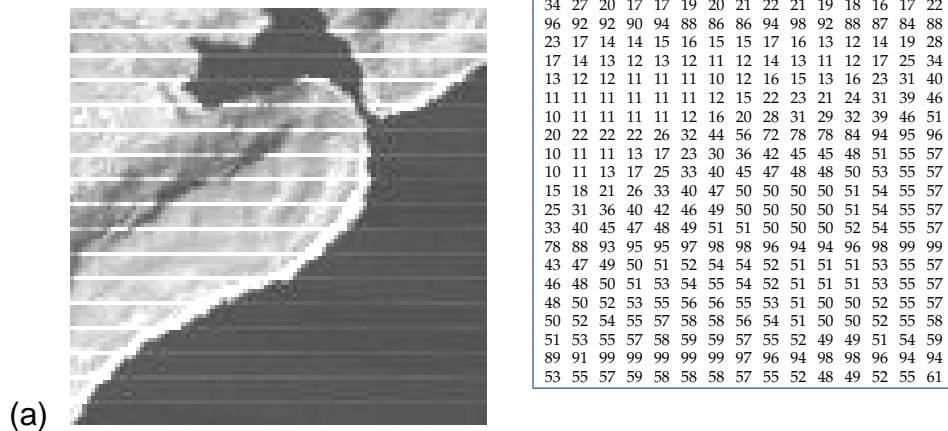 34 27 20 17 17 19 20 21 22 21 19 18 16 17 22
96 92 92 90 94 88 86 86 94 98 92 88 87 84 88
23 17 14 14 15 16 15 15 17 16 13 12 14 19 28
17 14 13 12 13 12 11 12 14 13 11 12 17 25 34
13 12 12 11 11 11 10 12 16 15 13 16 23 31 40
11 11 11 11 11 11 12 15 22 23 21 24 31 39 46
10 11 11 11 11 12 16 20 28 31 29 32 39 46 51
20 22 22 22 26 32 44 56 72 78 78 84 94 95 96
10 11 11 13 17 23 30 36 42 45 45 48 51 55 57
10 11 13 17 25 33 40 45 47 48 48 50 53 55 57
15 18 21 26 33 40 47 50 50 50 50 51 54 55 57
25 31 36 40 42 46 49 50 50 50 50 51 54 55 57
33 40 45 47 48 49 51 51 50 50 50 52 54 55 57
78 88 93 95 95 97 98 98 96 94 94 96 98 99 99
43 47 49 50 51 52 54 54 52 51 51 51 53 55 57
46 48 50 51 53 54 55 54 52 51 51 51 53 55 57
48 50 52 53 55 56 56 55 53 51 50 50 52 55 57
50 52 54 55 57 58 58 56 54 51 50 50 52 55 58
51 53 55 57 58 59 59 57 55 52 49 49 51 54 59
89 91 99 99 99 99 99 97 96 94 98 98 96 94 94
53 55 57 59 58 58 58 57 55 52 48 49 52 55 61
(a)